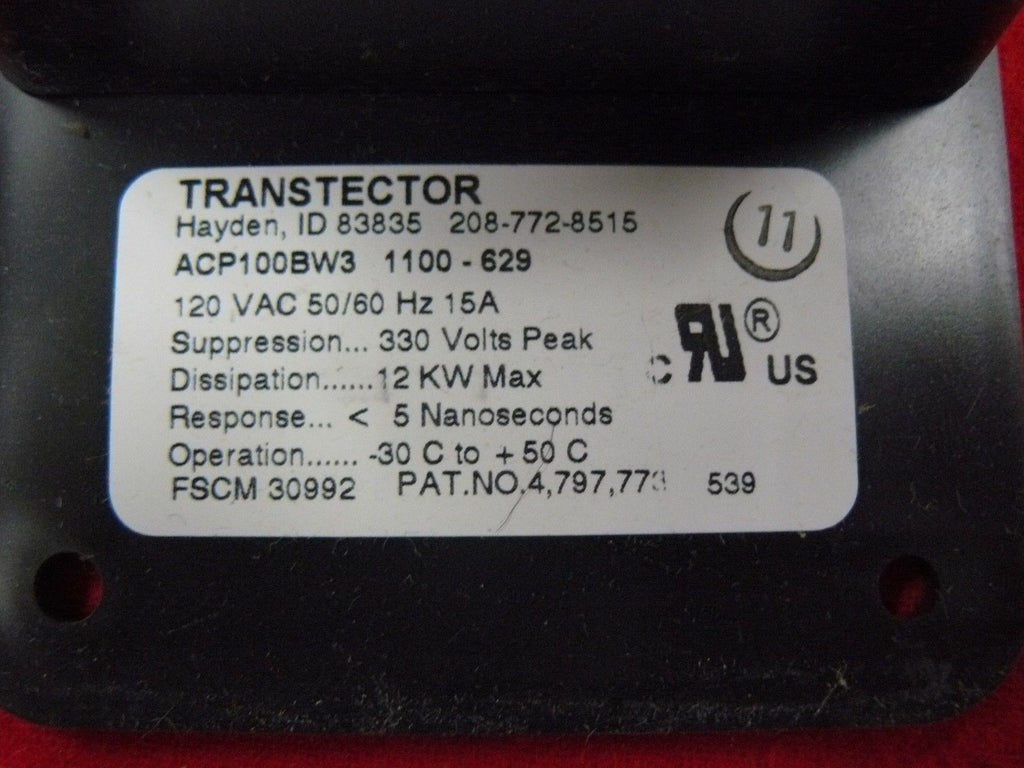 TRANSTECTOR
Hayden, ID 83835 208-772-8515
11
ACP100BW3 1100 - 629
120 VAC 50/60 Hz 15A
Suppression... 330 Volts Peak
C RU ® US
Dissipation......12 KW Max
Response... < 5 Nanoseconds
Operation...... -30 C to + 50 C
FSCM 30992 PAT.NO.4,797,773 539